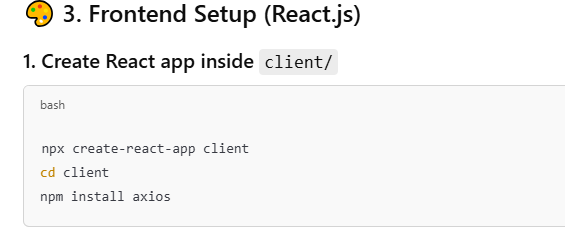 🎨 3. Frontend Setup (React.js)
1. Create React app inside client/
bash
npx create-react-app client
cd client
npm install axios